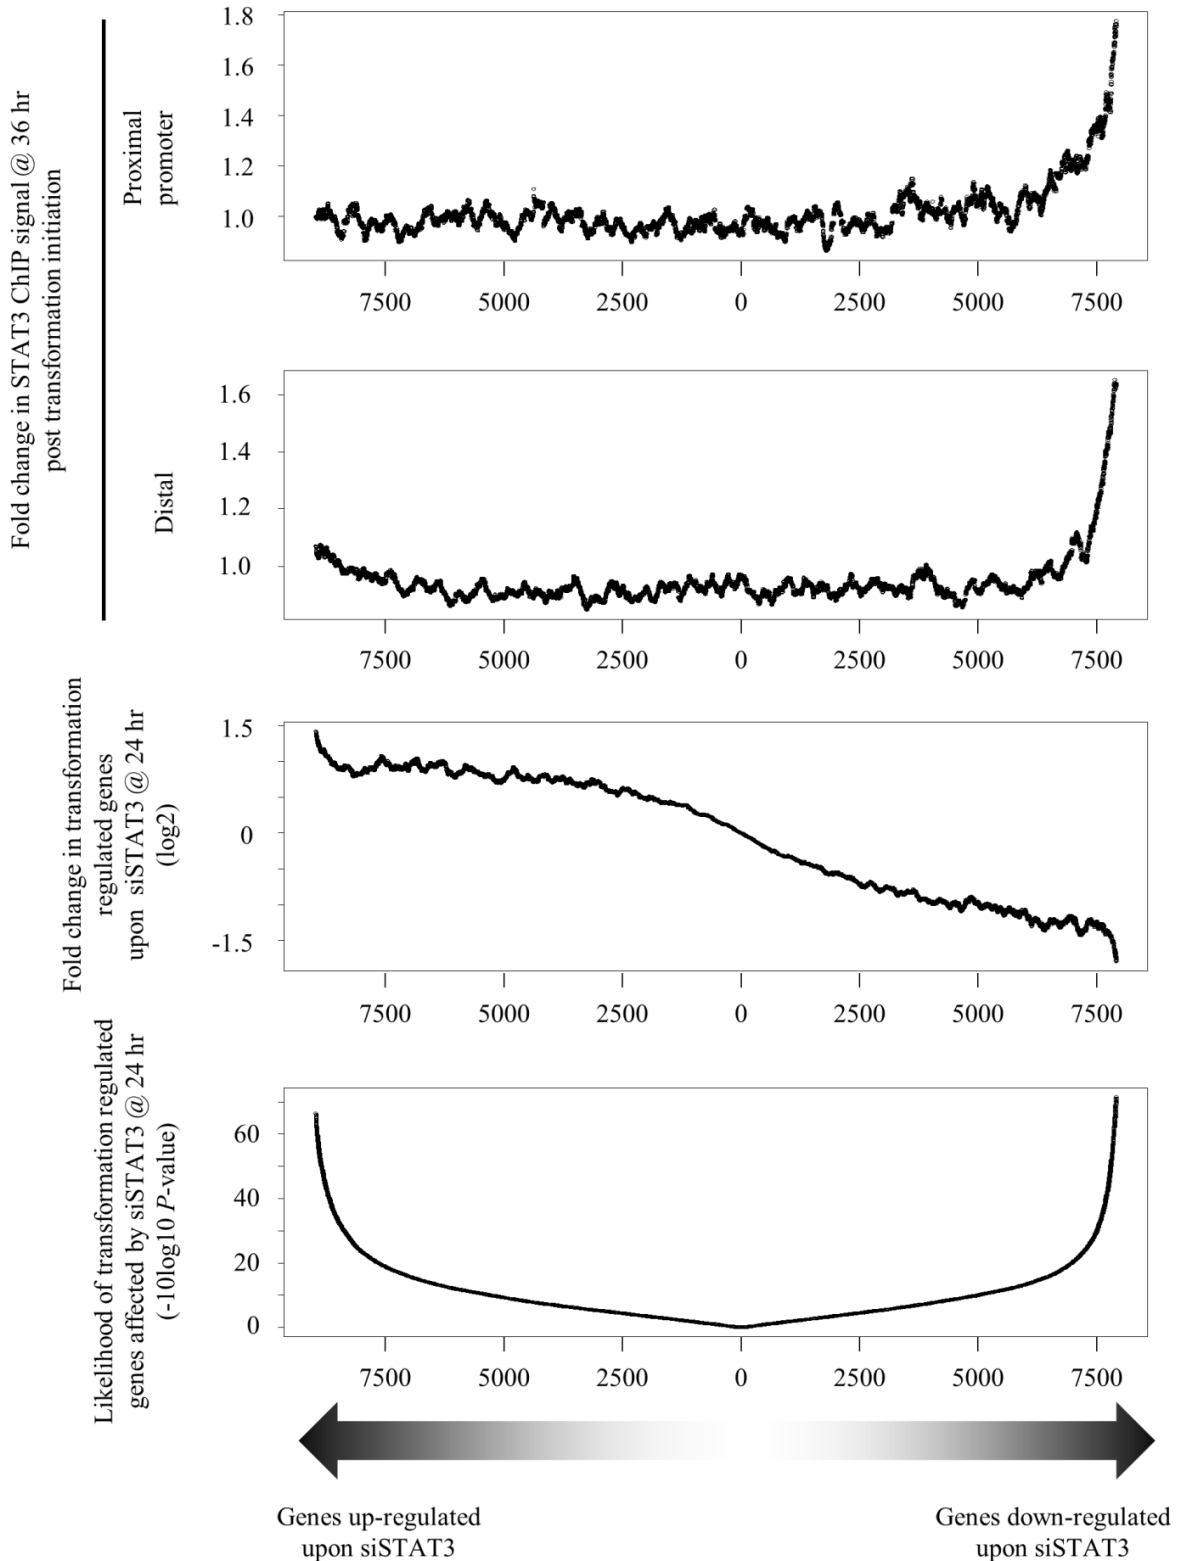 Fold change in STAT3 ChIP signal @ 36 hr
post transformation initiation
Proximal
promoter
1.8
1.6
1.4
1.2
1.0
7500 5000 2500 0 2500 5000 7500
Distal
1.6
1.4
1.2
1.0
7500 5000 2500 0 2500 5000 7500
Fold change in transformation
regulated genes
upon siSTAT3 @ 24 hr
(log2)
1.5
0
-1.5
7500 5000 2500 0 2500 5000 7500
Likelihood of transformation regulated
genes affected by siSTAT3 @ 24 hr
(-10log10 P-value)
60
40
20
0
7500 5000 2500 0 2500 5000 7500
Genes up-regulated
upon siSTAT3
Genes down-regulated
upon siSTAT3